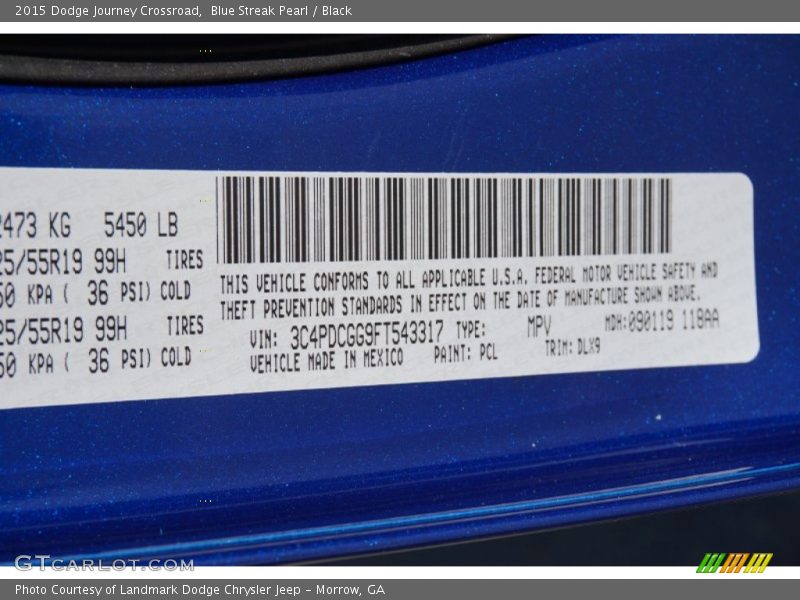 2015 Dodge Journey Crossroad,  Blue Streak Pearl / Black
2473 KG 5450 LB
25/55R19 99H TIRES
50 KPA ( 36 PSI) COLD
25/55R19 99H TIRES
50 KPA ( 36 PSI) COLD
THIS VEHICLE CONFORMS TO ALL APPLICABLE U.S.A. FEDERAL MOTOR VEHICLE SAFETY AND
THEFT PREVENTION STANDARDS IN EFFECT ON THE DATE OF MANUFACTURE SHOWN ABOVE.
VIN: 3C4PDCGG9FT543317 TYPE: MPV MDH:090119 118AA
VEHICLE MADE IN MEXICO PAINT: PCL TRIM: DLX9
GTCARLOT.COM
Photo Courtesy of Landmark Dodge Chrysler Jeep – Morrow, GA